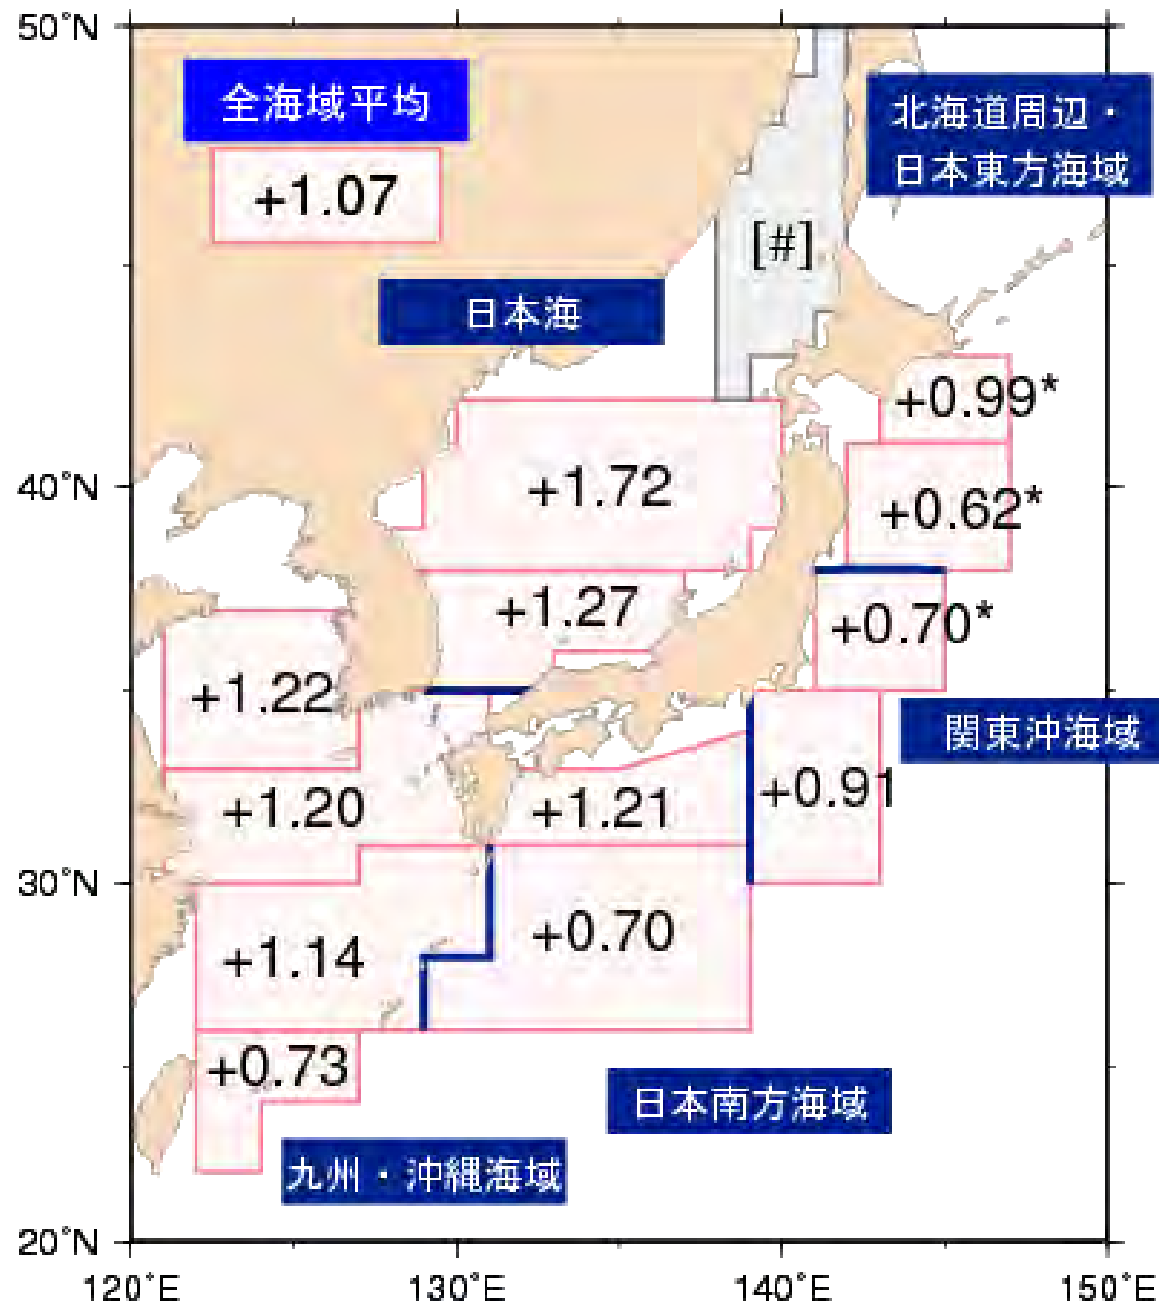 50°N
全海域平均
+1.07
北海道周辺・
日本東方海域
[#]
日本海
+0.99*
40°N
+1.72
+0.62*
+1.27
+0.70*
+1.22
関東沖海域
+0.91
+1.20
+1.21
30°N
+0.70
+1.14
+0.73
日本南方海域
九州・沖縄海域
20°N
120°E
130°E
140°E
150°E